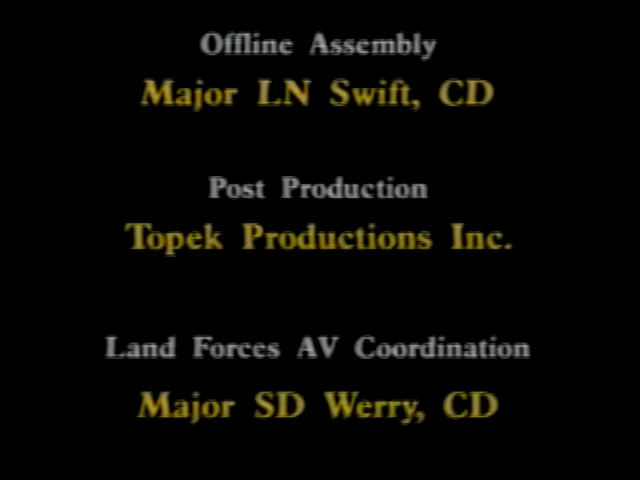 Offline Assembly
Major LN Swift, CD
Post Production
Topek Productions Inc.
Land Forces AV Coordination
Major SD Werry, CD